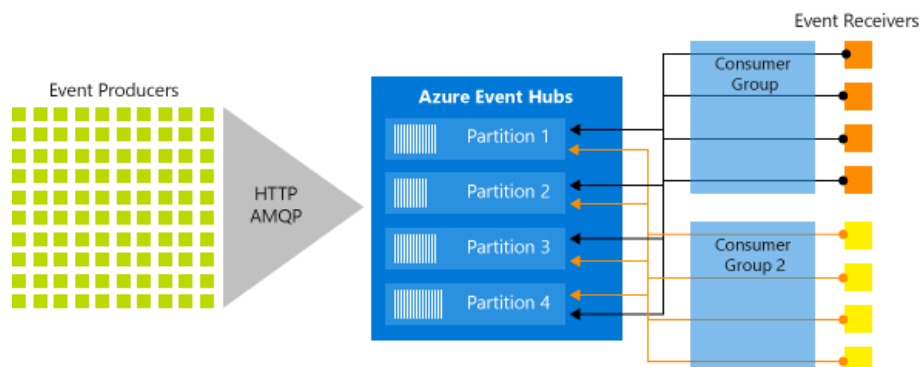 Event Producers
HTTP
AMQP
Azure Event Hubs
Partition 1
Partition 2
Partition 3
Partition 4
Event Receivers
Consumer
Group
Consumer
Group 2